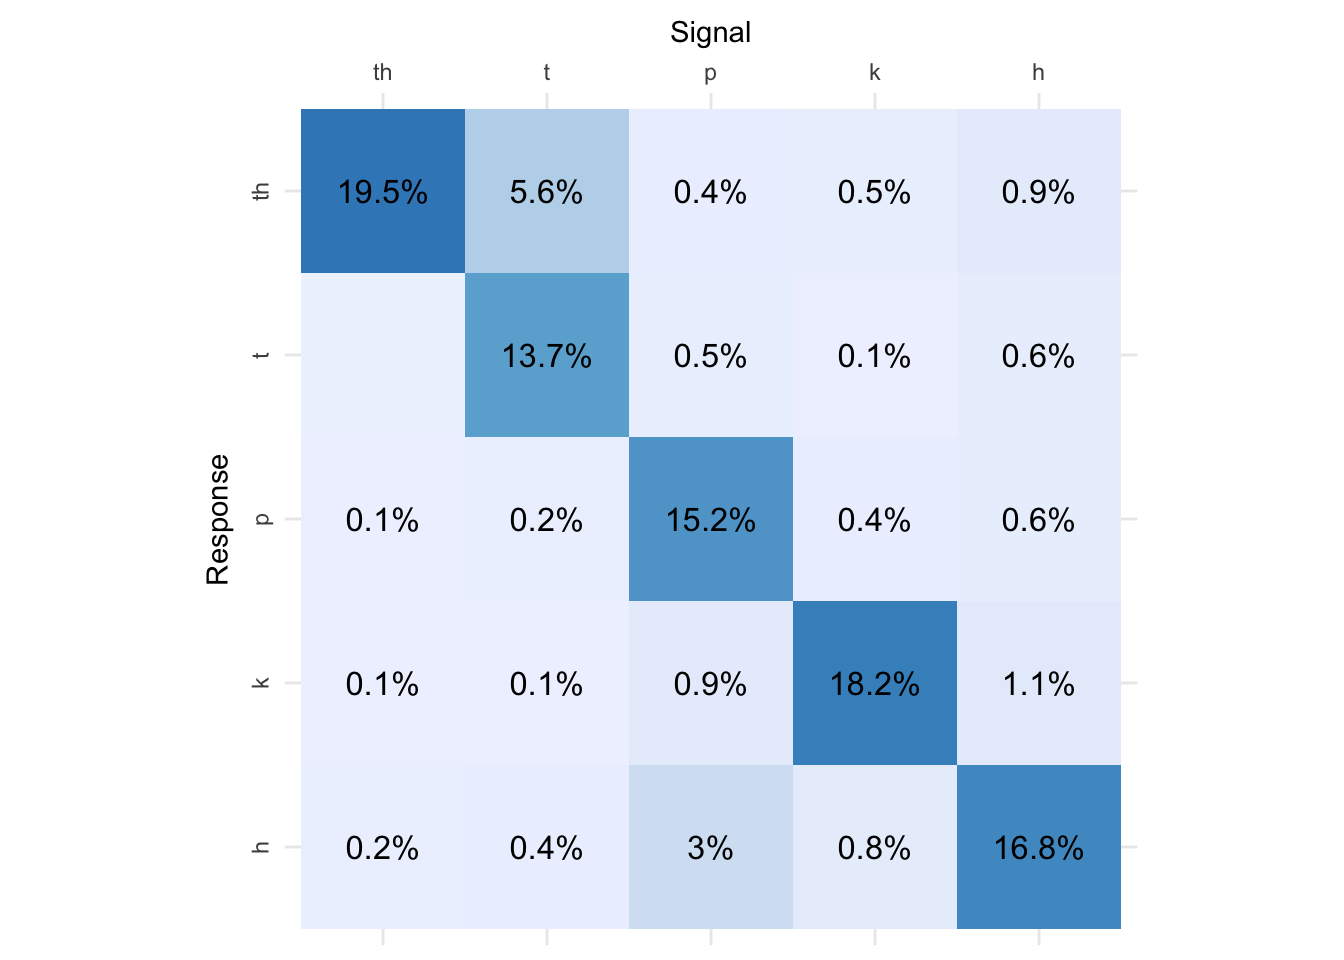 Signal
th t p k h
th 19.5% 5.6% 0.4% 0.5% 0.9%
t 13.7% 0.5% 0.1% 0.6%
Response
p 0.1% 0.2% 15.2% 0.4% 0.6%
k 0.1% 0.1% 0.9% 18.2% 1.1%
h 0.2% 0.4% 3% 0.8% 16.8%